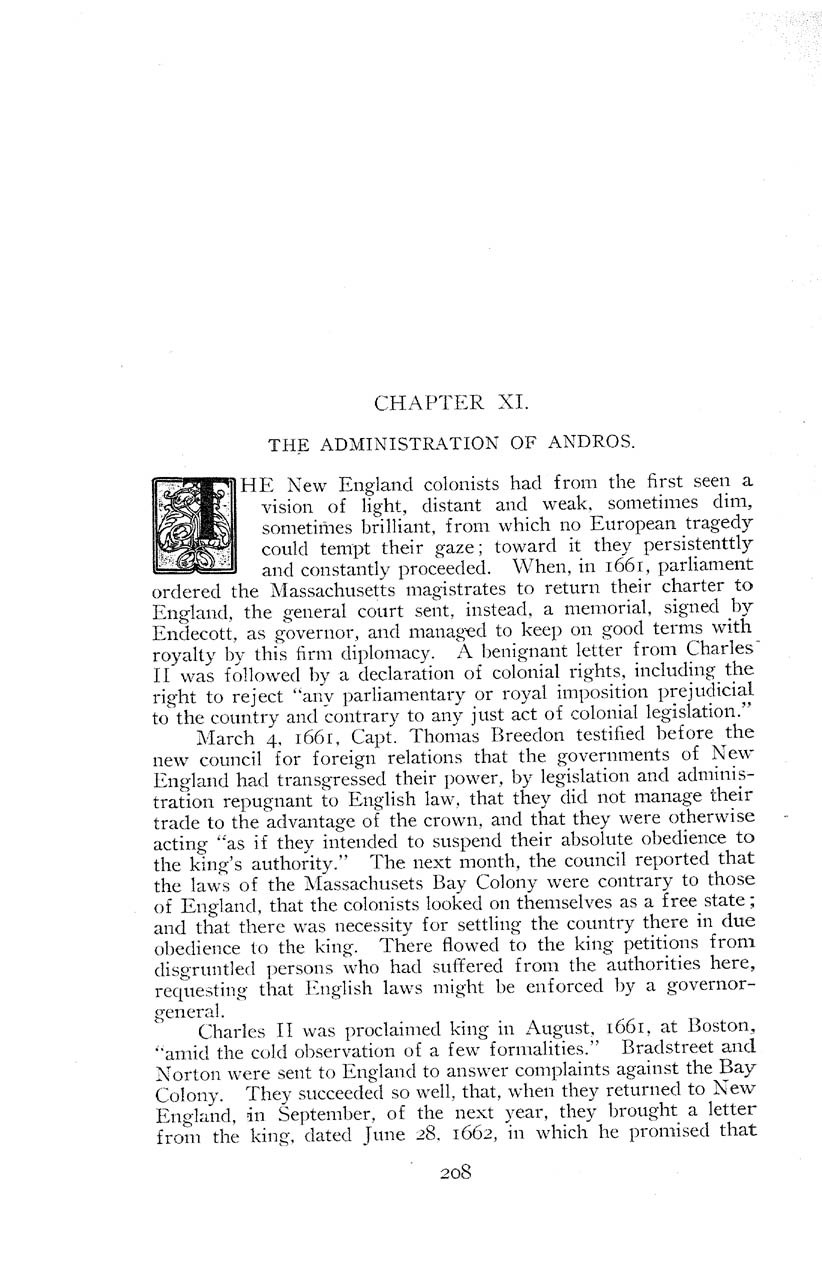 CHAPTER XI.
THE ADMINISTRATION OF ANDROS.
THE New England colonists had from the first seen a
vision of light, distant and weak, sometimes dim,
sometimes brilliant, from which no European tragedy
could tempt their gaze; toward it they persistenttly
and constantly proceeded. When, in 1661, parliament
ordered the Massachusetts magistrates to return their charter to
England, the general court sent, instead, a memorial, signed by
Endecott, as governor, and managed to keep on good terms with
royalty by this firm diplomacy. A benignant letter from Charles
II was followed by a declaration of colonial rights, including the
right to reject "any parliamentary or royal imposition prejudicial
to the country and contrary to any just act of colonial legislation."
March 4, 1661, Capt. Thomas Breedon testified before the
new council for foreign relations that the governments of New
England had transgressed their power, by legislation and adminis-
tration repugnant to English law, that they did not manage their
trade to the advantage of the crown, and that they were otherwise
acting "as if they intended to suspend their absolute obedience to
the king's authority." The next month, the council reported that
the laws of the Massachusets Bay Colony were contrary to those
of England, that the colonists looked on themselves as a free state;
and that there was necessity for settling the country there in due
obedience to the king. There flowed to the king petitions from
disgruntled persons who had suffered from the authorities here,
requesting that English laws might be enforced by a governor-
general.
Charles II was proclaimed king in August, 1661, at Boston,
"amid the cold observation of a few formalities." Bradstreet and
Norton were sent to England to answer complaints against the Bay
Colony. They succeeded so well, that, when they returned to New
England, in September, of the next year, they brought a letter
from the king, dated June 28, 1662, in which he promised that
208